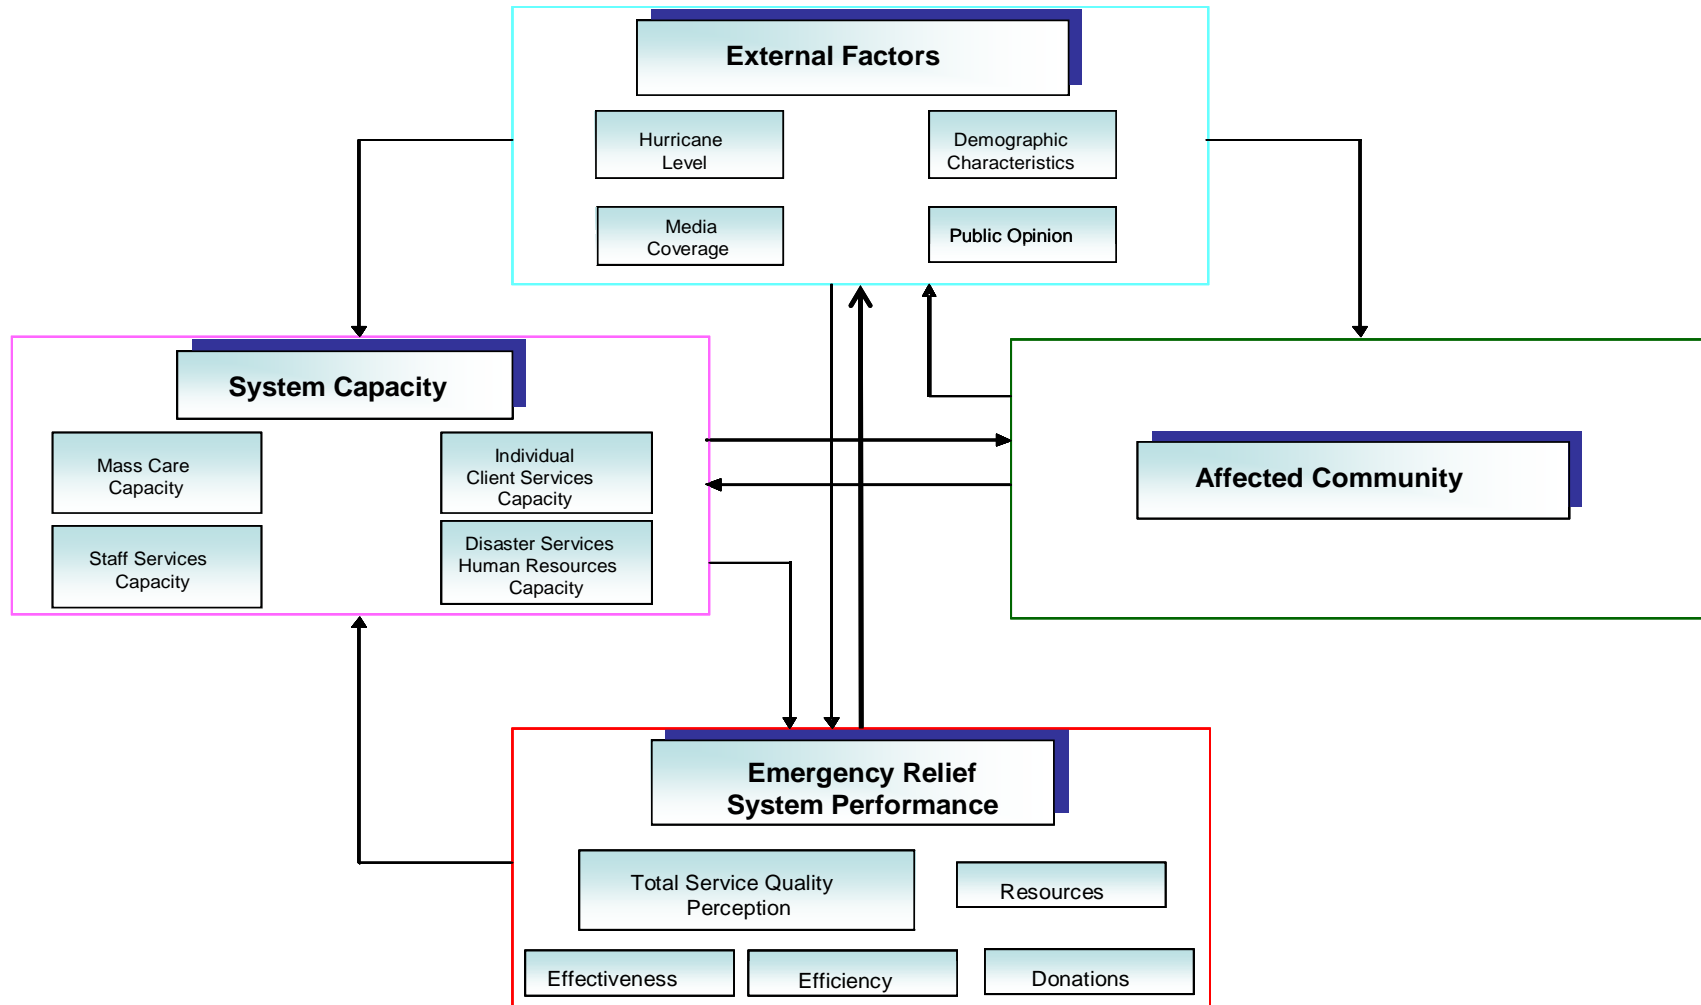 External Factors
Hurricane
Level
Demographic
Characteristics
Media
Coverage
Public Opinion
System Capacity
Mass Care
Capacity
Individual
Client Services
Capacity
Staff Services
Capacity
Disaster Services
Human Resources
Capacity
Affected Community
Emergency Relief
System Performance
Total Service Quality
Perception
Resources
Effectiveness
Efficiency
Donations